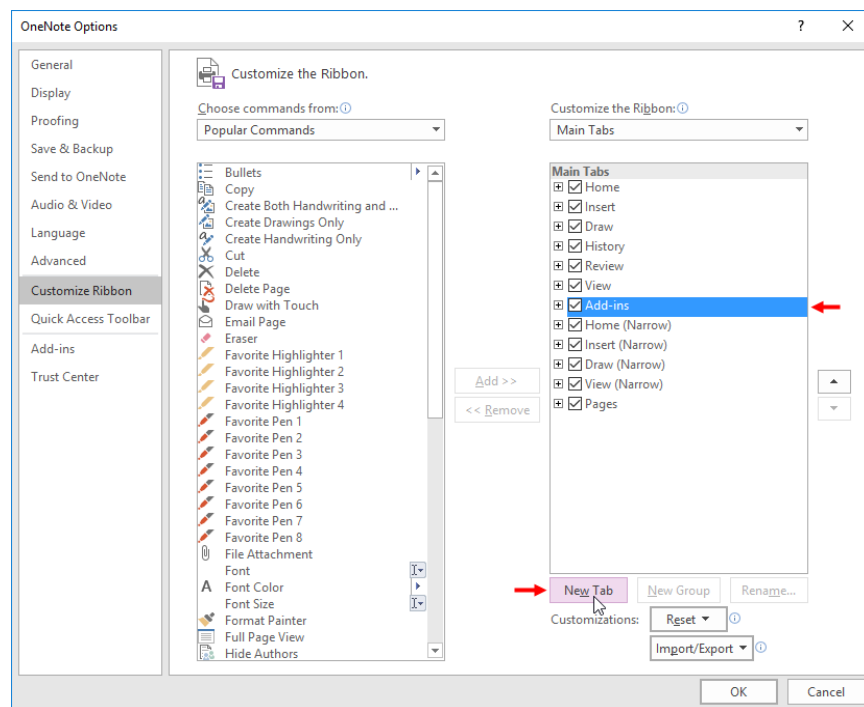 OneNote Options
?
General
Display
Proofing
Save & Backup
Send to OneNote
Audio & Video
Language
Advanced
Customize Ribbon
Quick Access Toolbar
Add-ins
Trust Center
Customize the Ribbon.
Choose commands from:
Popular Commands
Bullets
Copy
Create Both Handwriting and ...
Create Drawings Only
Create Handwriting Only
Cut
Delete
Delete Page
Draw with Touch
Email Page
Eraser
Favorite Highlighter 1
Favorite Highlighter 2
Favorite Highlighter 3
Favorite Highlighter 4
Favorite Pen 1
Favorite Pen 2
Favorite Pen 3
Favorite Pen 4
Favorite Pen 5
Favorite Pen 6
Favorite Pen 7
Favorite Pen 8
File Attachment
Font
Font Color
Font Size
Format Painter
Full Page View
Hide Authors
Add >>
<< Remove
Customize the Ribbon:
Main Tabs
Main Tabs
Home
Insert
Draw
History
Review
View
Add-ins
Home (Narrow)
Insert (Narrow)
Draw (Narrow)
View (Narrow)
Pages
New Tab
New Group
Rename...
Customizations:
Reset
Import/Export
OK
Cancel